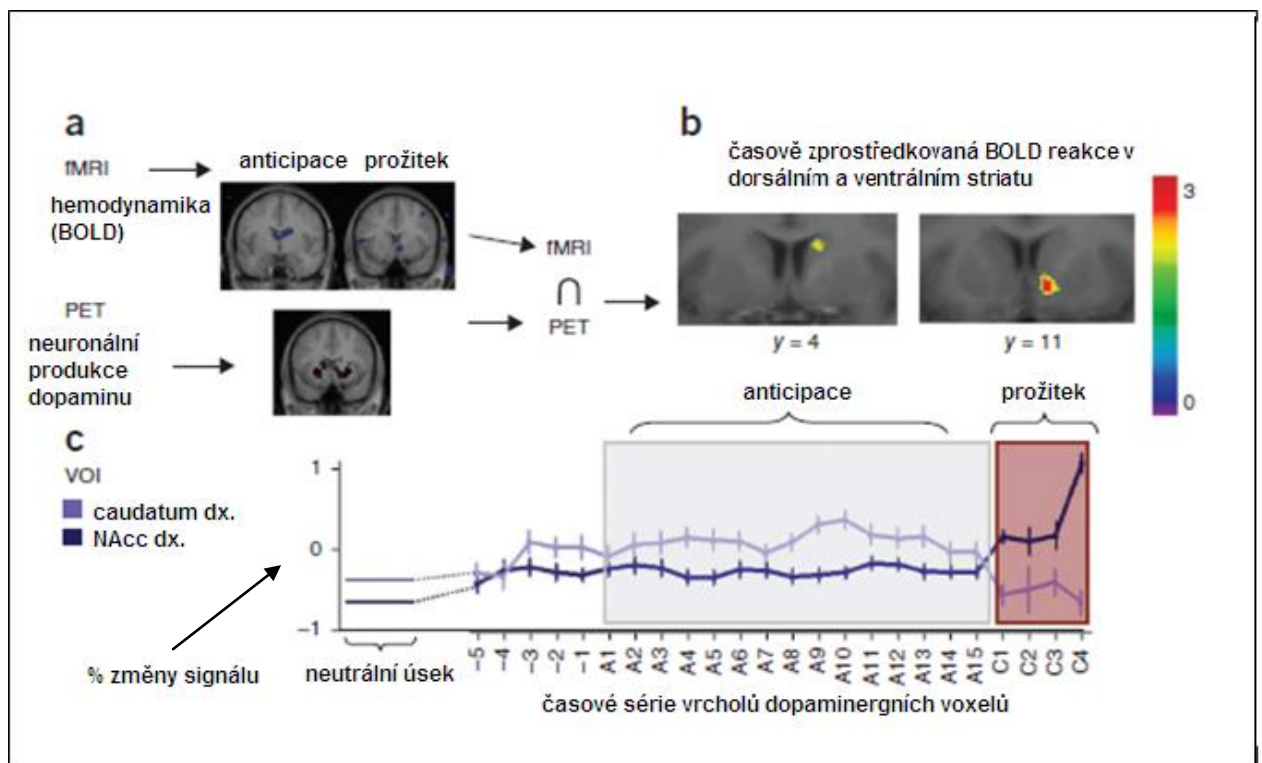 a
fMRI
anticipace
prožitek
hemodynamika
(BOLD)
PET
neuronální
produkce
dopaminu
fMRI
∩
PET
b
časově zprostředkovaná BOLD reakce v
dorsálním a ventrálním striatu
y = 4
y = 11
3
0
c
VOI
caudatum dx.
NAcc dx.
anticipace
prožitek
1
0
−1
% změny signálu
neutrální úsek
−5 −4 −3 −2 −1 A1 A2 A3 A4 A5 A6 A7 A8 A9 A10 A11 A12 A13 A14 A15 C1 C2 C3 C4
časové série vrcholů dopaminergních voxelů